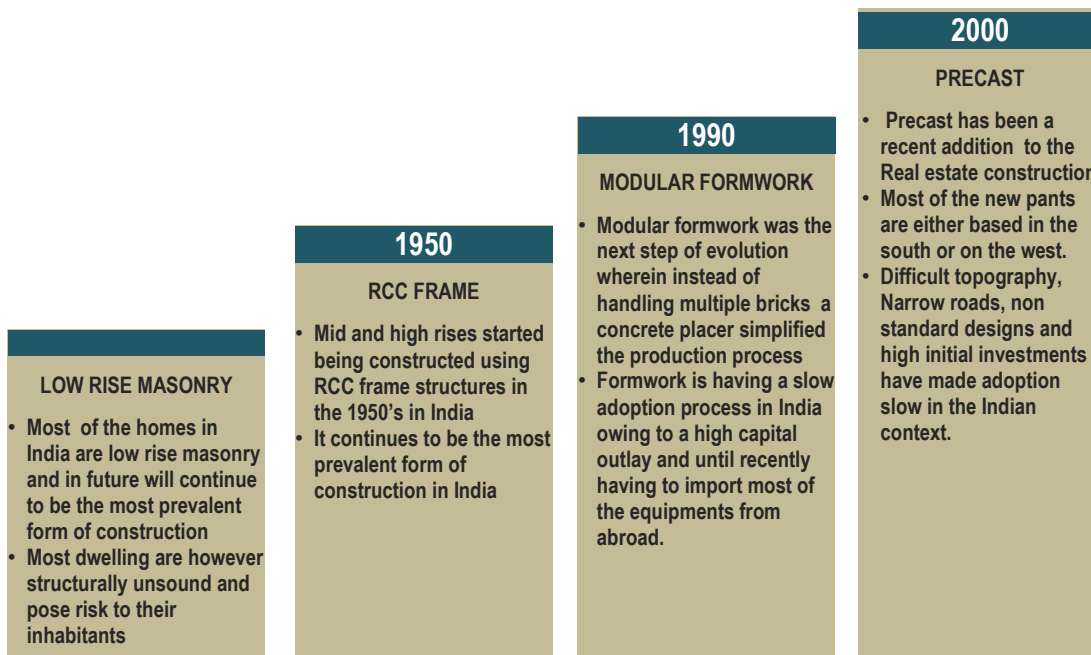 LOW RISE MASONRY
• Most of the homes in
India are low rise masonry
and in future will continue
to be the most prevalent
form of construction
• Most dwelling are however
structurally unsound and
pose risk to their
inhabitants
1950
RCC FRAME
• Mid and high rises started
being constructed using
RCC frame structures in
the 1950's in India
• It continues to be the most
prevalent form of
construction in India
1990
MODULAR FORMWORK
• Modular formwork was the
next step of evolution
wherein instead of
handling multiple bricks a
concrete placer simplified
the production process
• Formwork is having a slow
adoption process in India
owing to a high capital
outlay and until recently
having to import most of
the equipments from
abroad.
2000
PRECAST
• Precast has been a
recent addition to the
Real estate construction
• Most of the new pants
are either based in the
south or on the west.
• Difficult topography,
Narrow roads, non
standard designs and
high initial investments
have made adoption
slow in the Indian
context.